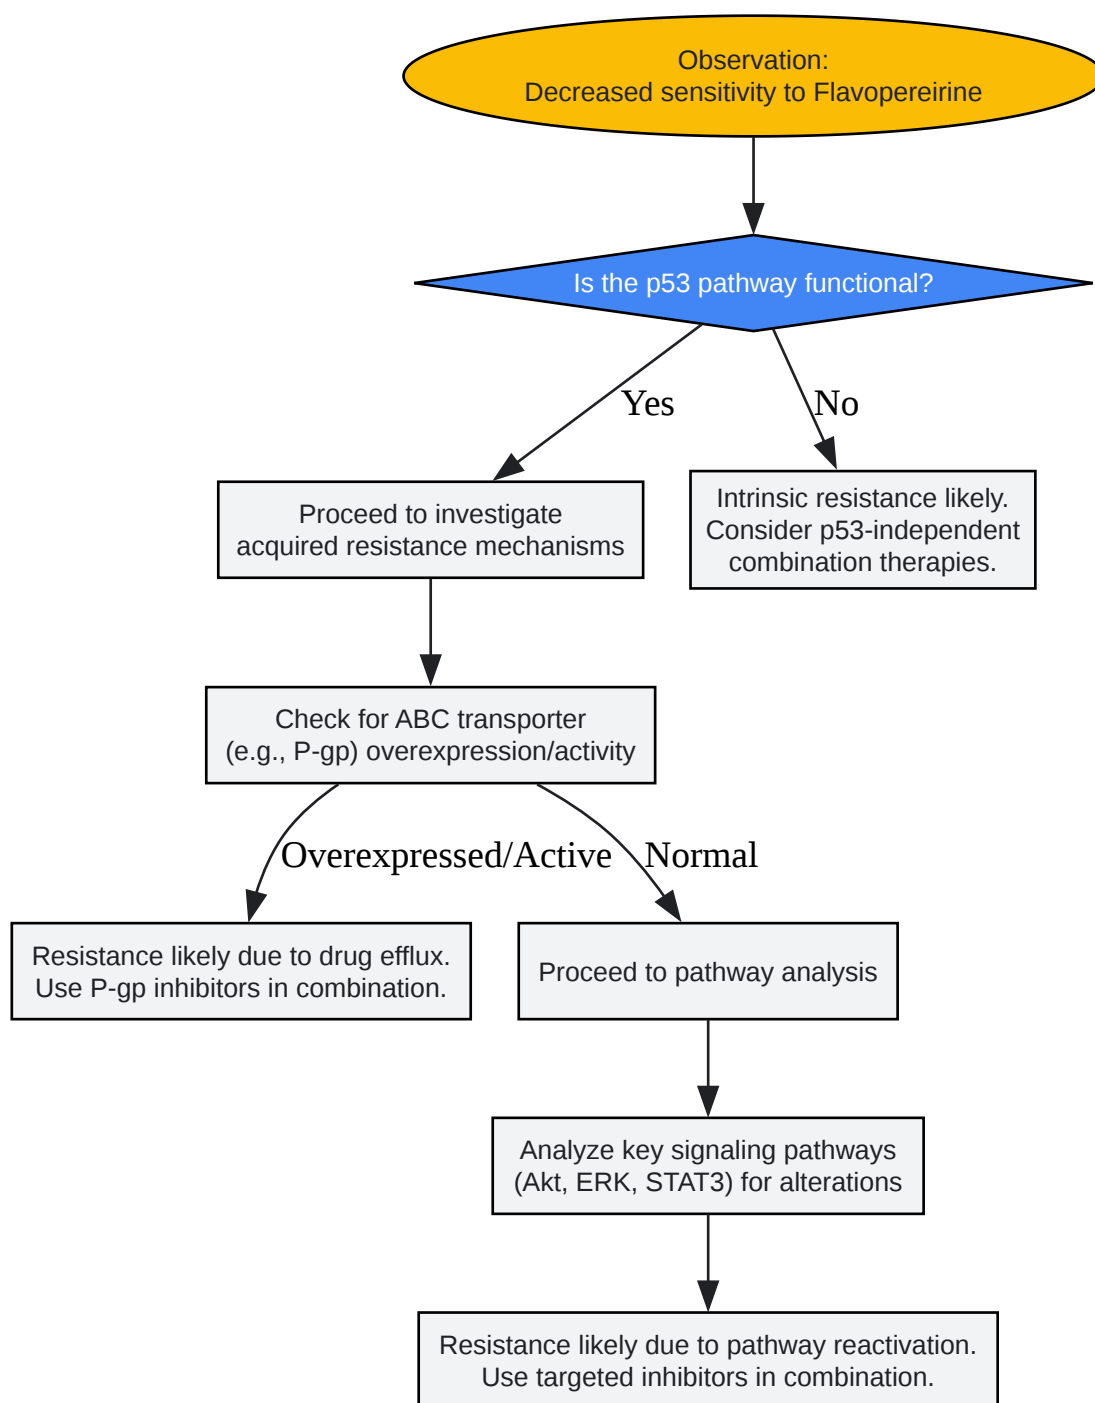 Observation:
Decreased sensitivity to Flavopereirine
Is the p53 pathway functional?
Yes
No
Proceed to investigate
acquired resistance mechanisms
Intrinsic resistance likely.
Consider p53-independent
combination therapies.
Check for ABC transporter
(e.g., P-gp) overexpression/activity
Overexpressed/Active
Normal
Resistance likely due to drug efflux.
Use P-gp inhibitors in combination.
Proceed to pathway analysis
Analyze key signaling pathways
(Akt, ERK, STAT3) for alterations
Resistance likely due to pathway reactivation.
Use targeted inhibitors in combination.